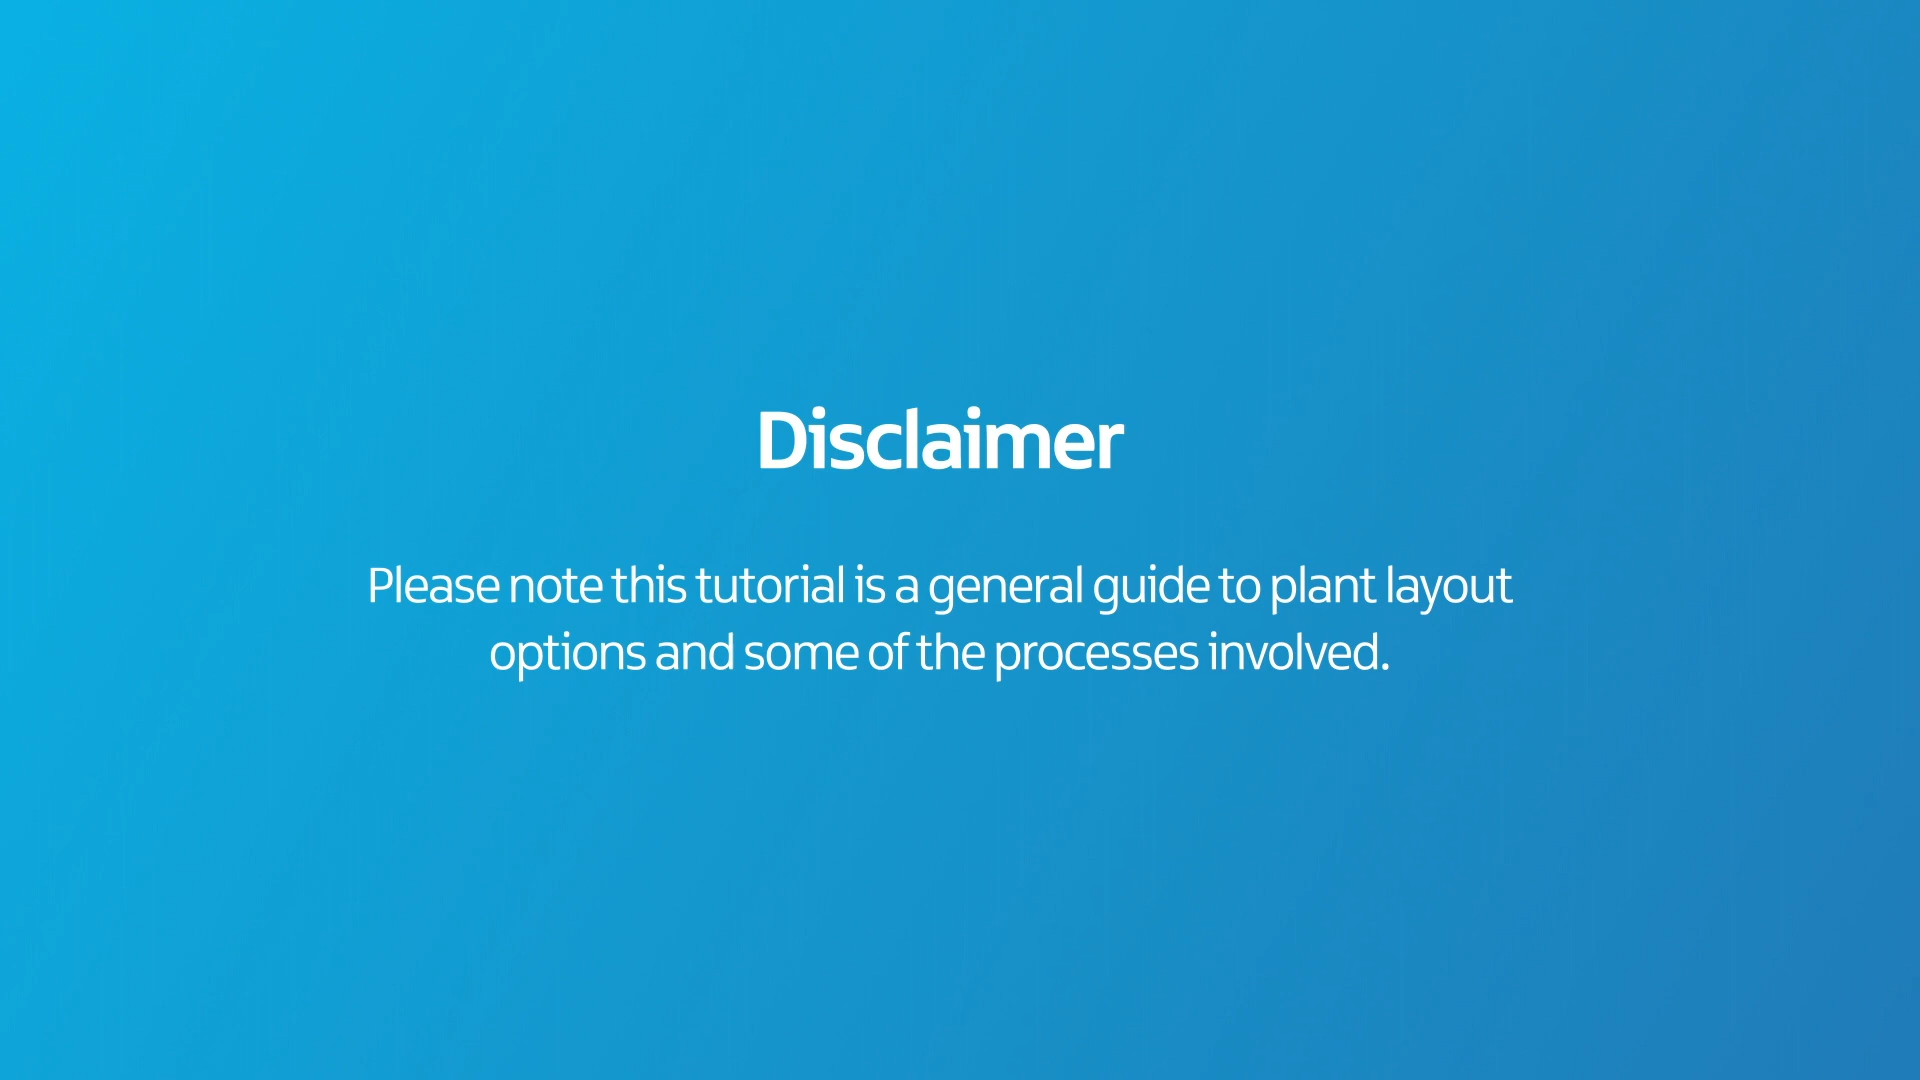 Disclaimer
Please note this tutorial is a general guide to plant layout
options and some of the processes involved.